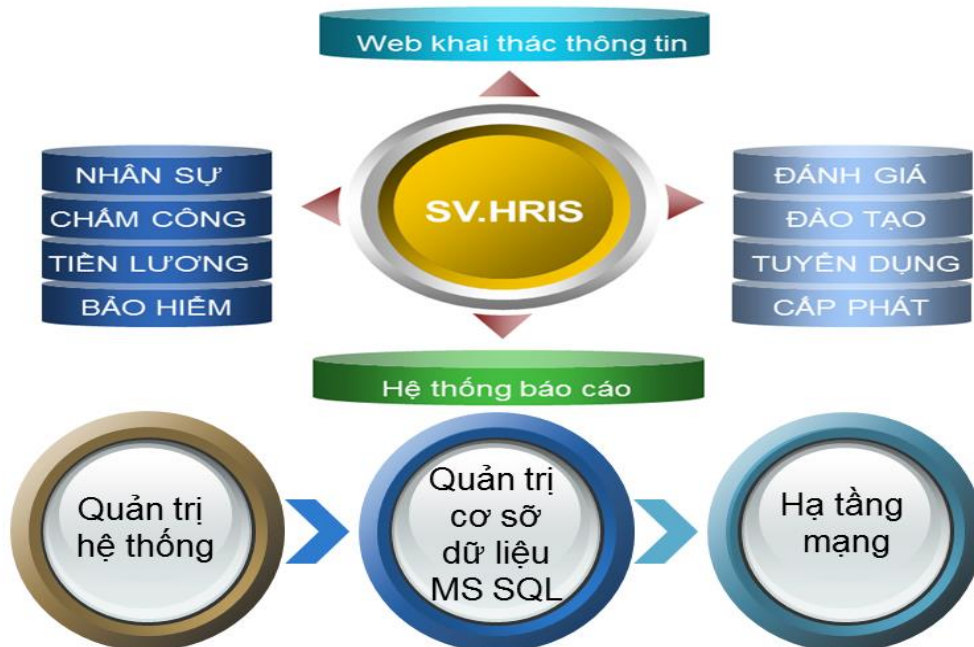 Web khai thác thông tin
NHÂN SỰ
CHẤM CÔNG
TIỀN LƯƠNG
BẢO HIỂM
SV.HRIS
ĐÁNH GIÁ
ĐÀO TẠO
TUYỂN DỤNG
CẤP PHÁT
Hệ thống báo cáo
Quản trị
hệ thống
Quản trị
cơ sỡ
dữ liệu
MS SQL
Hạ tầng
mạng